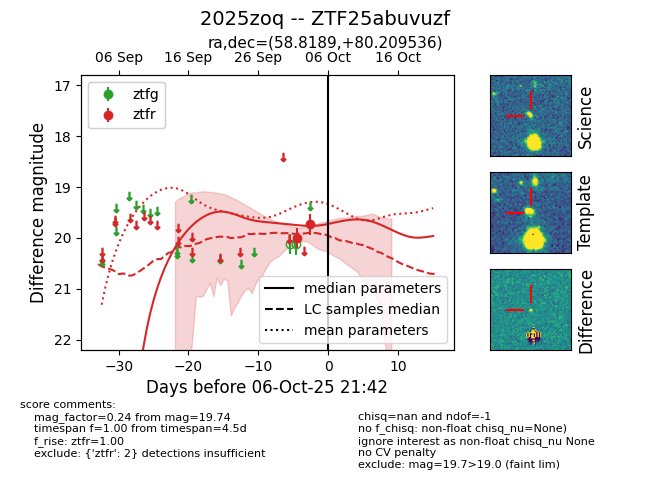 2025zoq -- ZTF25abuvuzf
ra,dec=(58.8189,+80.209536)
06 Sep 16 Sep 26 Sep 06 Oct 16 Oct
17
18
19
20
21
22
Difference magnitude
ztfg
ztfr
median parameters
LC samples median
mean parameters
−30 −20 −10 0 10
Days before 06-Oct-25 21:42
Science
Template
Difference
score comments:
mag_factor=0.24 from mag=19.74
timespan f=1.00 from timespan=4.5d
f_rise: ztfr=1.00
exclude: {'ztfr': 2} detections insufficient
chisq=nan and ndof=-1
no f_chisq: non-float chisq_nu=None)
ignore interest as non-float chisq_nu None
no CV penalty
exclude: mag=19.7>19.0 (faint lim)